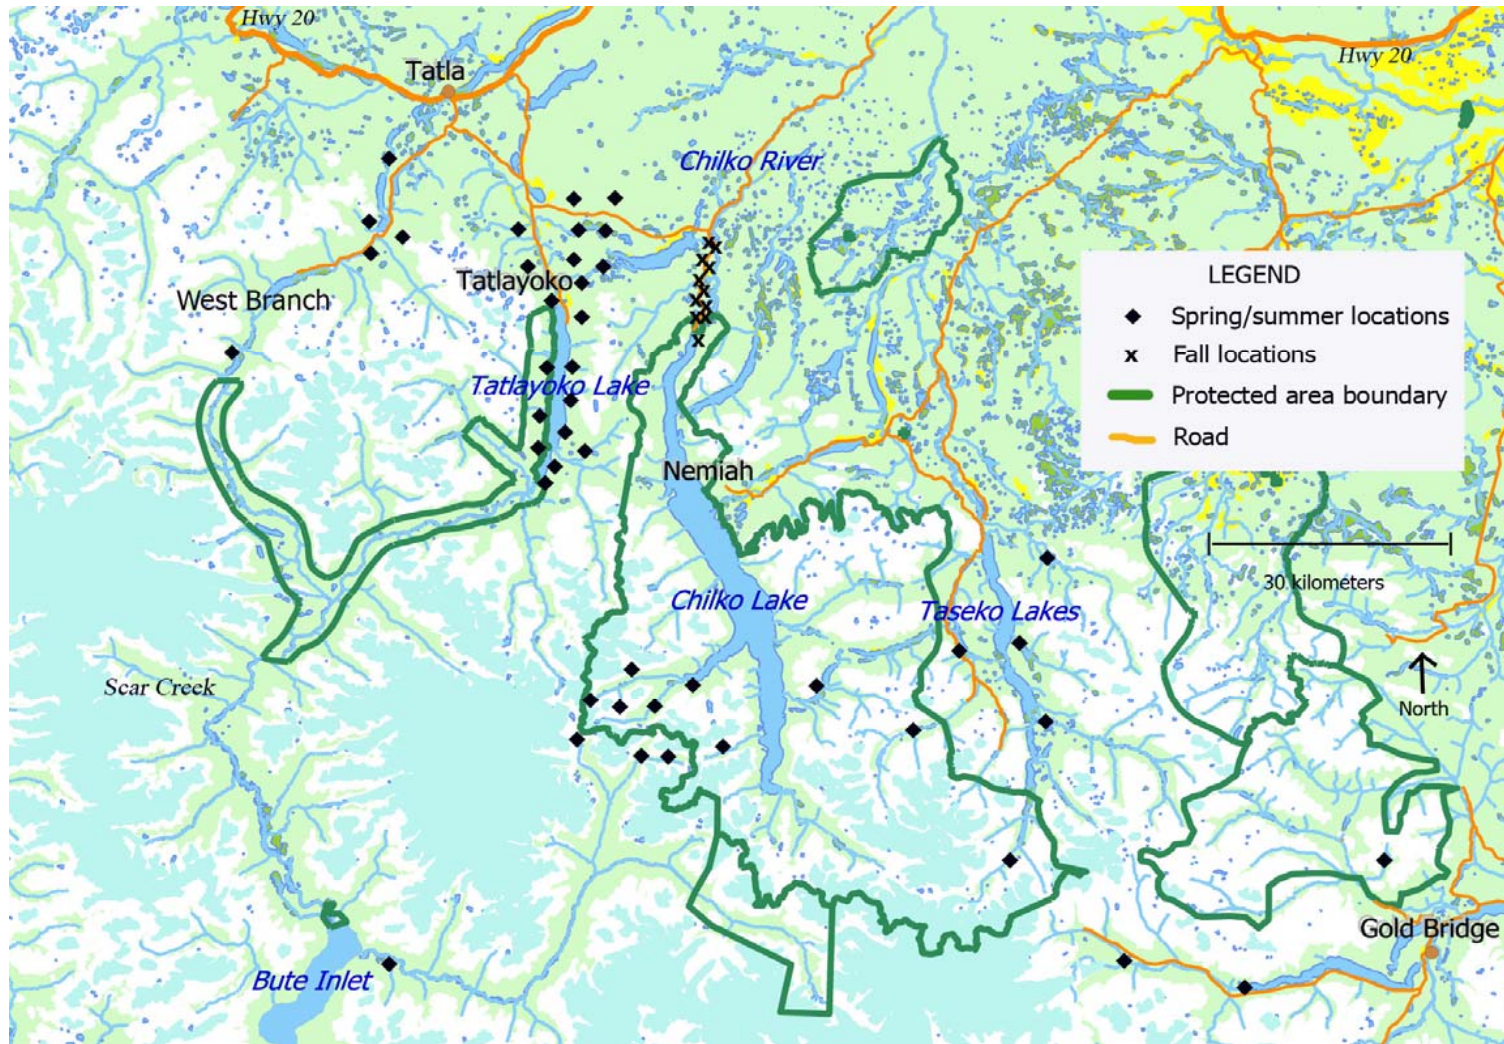 Hwy 20
Tatla
Hwy 20
Chilko River
Tatlayoko
West Branch
LEGEND
Spring/summer locations
Fall locations
Protected area boundary
Road
Tatlayoko Lake
Nemiah
30 kilometers
Chilko Lake
Taseko Lakes
Scar Creek
North
Gold Bridge
Bute Inlet